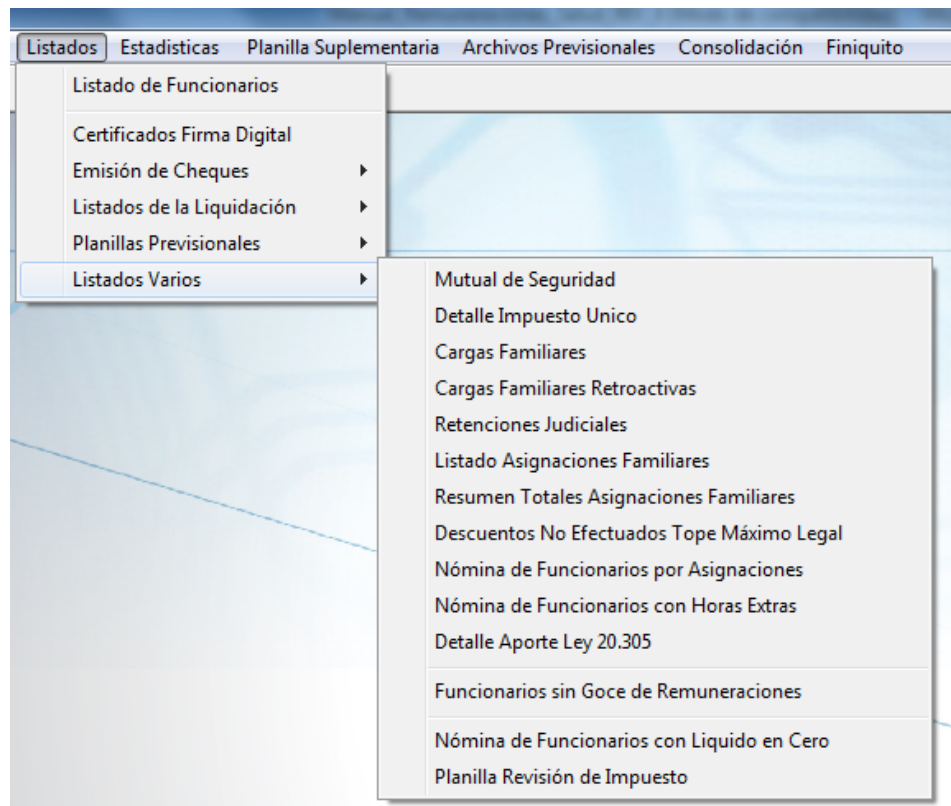 Listados Estadisticas Planilla Suplementaria Archivos Previsionales Consolidación Finiquito
Listado de Funcionarios
Certificados Firma Digital
Emisión de Cheques
Listados de la Liquidación
Planillas Previsionales
Listados Varios
Mutual de Seguridad
Detalle Impuesto Unico
Cargas Familiares
Cargas Familiares Retroactivas
Retenciones Judiciales
Listado Asignaciones Familiares
Resumen Totales Asignaciones Familiares
Descuentos No Efectuados Tope Máximo Legal
Nómina de Funcionarios por Asignaciones
Nómina de Funcionarios con Horas Extras
Detalle Aporte Ley 20.305
Funcionarios sin Goce de Remuneraciones
Nómina de Funcionarios con Liquido en Cero
Planilla Revisión de Impuesto